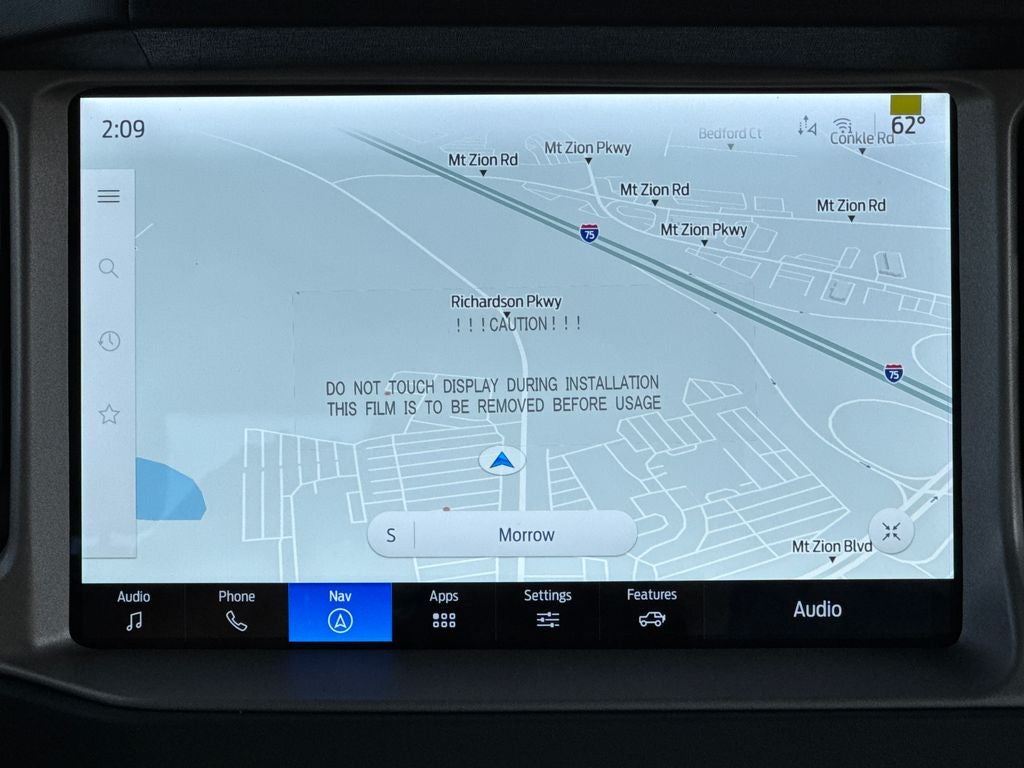 2:09
62°
Bedford Ct
Conkle Rd
Mt Zion Pkwy
Mt Zion Rd
Mt Zion Rd
Mt Zion Rd
Mt Zion Pkwy
75
Richardson Pkwy
! ! ! CAUTION ! ! !
75
DO NOT TOUCH DISPLAY DURING INSTALLATION
THIS FILM IS TO BE REMOVED BEFORE USAGE
S Morrow
Mt Zion Blvd
Audio
Phone
Nav
Apps
Settings
Features
Audio